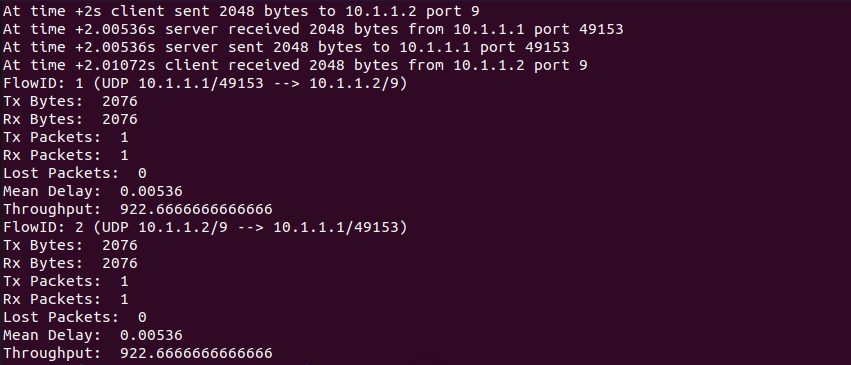 At time +2s client sent 2048 bytes to 10.1.1.2 port 9
At time +2.00536s server received 2048 bytes from 10.1.1.1 port 49153
At time +2.00536s server sent 2048 bytes to 10.1.1.1 port 49153
At time +2.01072s client received 2048 bytes from 10.1.1.2 port 9
FlowID: 1 (UDP 10.1.1.1/49153 --> 10.1.1.2/9)
Tx Bytes:  2076
Rx Bytes:  2076
Tx Packets:  1
Rx Packets:  1
Lost Packets:  0
Mean Delay:  0.00536
Throughput:  922.6666666666666
FlowID: 2 (UDP 10.1.1.2/9 --> 10.1.1.1/49153)
Tx Bytes:  2076
Rx Bytes:  2076
Tx Packets:  1
Rx Packets:  1
Lost Packets:  0
Mean Delay:  0.00536
Throughput:  922.6666666666666